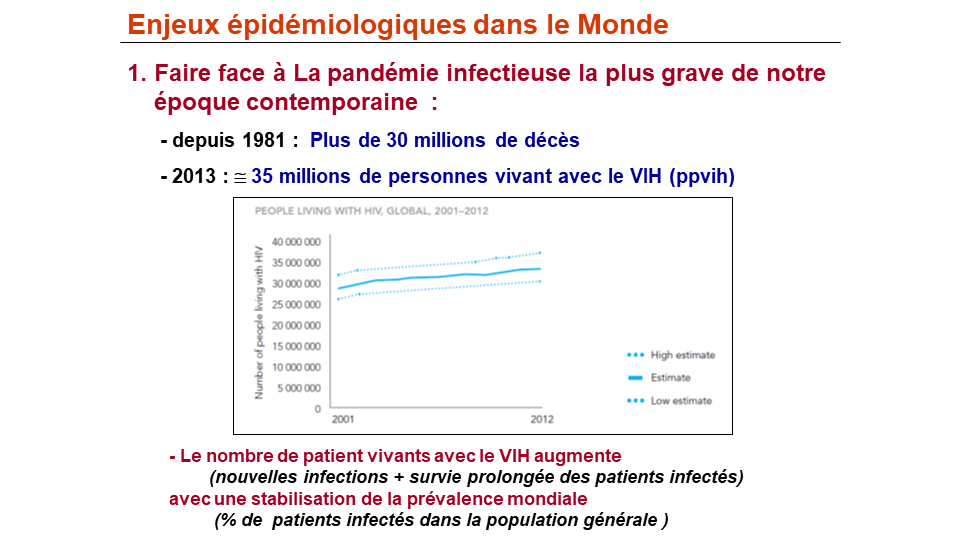 Enjeux épidémiologiques dans le Monde
1. Faire face à La pandémie infectieuse la plus grave de notre
époque contemporaine :
- depuis 1981 : Plus de 30 millions de décès
- 2013 : ≅ 35 millions de personnes vivant avec le VIH (ppvih)
PEOPLE LIVING WITH HIV, GLOBAL, 2001–2012
Number of people living with HIV
40 000 000
35 000 000
30 000 000
25 000 000
20 000 000
15 000 000
10 000 000
5 000 000
0
2001
2012
High estimate
Estimate
Low estimate
- Le nombre de patient vivants avec le VIH augmente
(nouvelles infections + survie prolongée des patients infectés)
avec une stabilisation de la prévalence mondiale
(% de patients infectés dans la population générale )